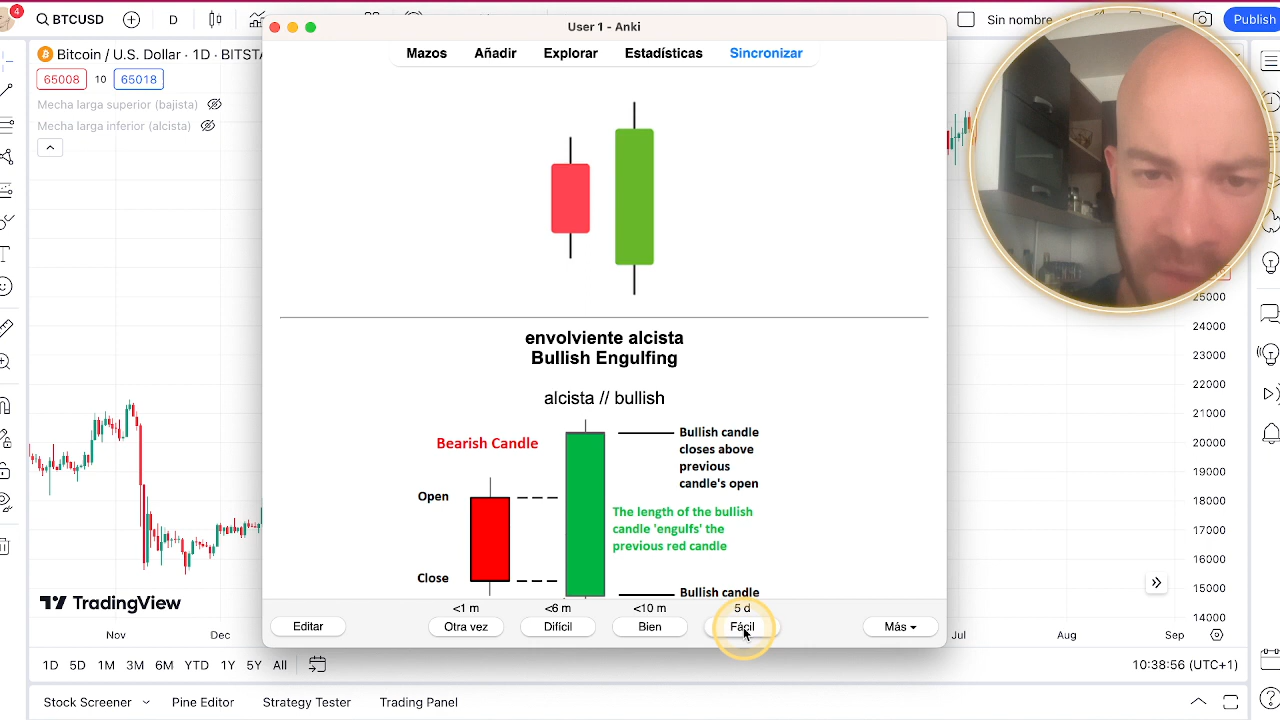 4
BTCUSD
D
Sin nombre
Publish
Bitcoin / U.S. Dollar · 1D · BITSTA
65008
10
65018
Mecha larga superior (bajista)
Mecha larga inferior (alcista)
User 1 - Anki
Mazos
Añadir
Explorar
Estadísticas
Sincronizar
envolviente alcista
Bullish Engulfing
alcista // bullish
Bearish Candle
Open
Close
Bullish candle
closes above
previous
candle's open
The length of the bullish
candle 'engulfs' the
previous red candle
Bullish candle
<1 m
<6 m
<10 m
5 d
Editar
Otra vez
Difícil
Bien
Fácil
Más
25000
24000
23000
22000
21000
20000
19000
18000
17000
16000
15000
14000
TradingView
Nov
Dec
Jul
Aug
Sep
1D
5D
1M
3M
6M
YTD
1Y
5Y
All
10:38:56 (UTC+1)
Stock Screener
Pine Editor
Strategy Tester
Trading Panel